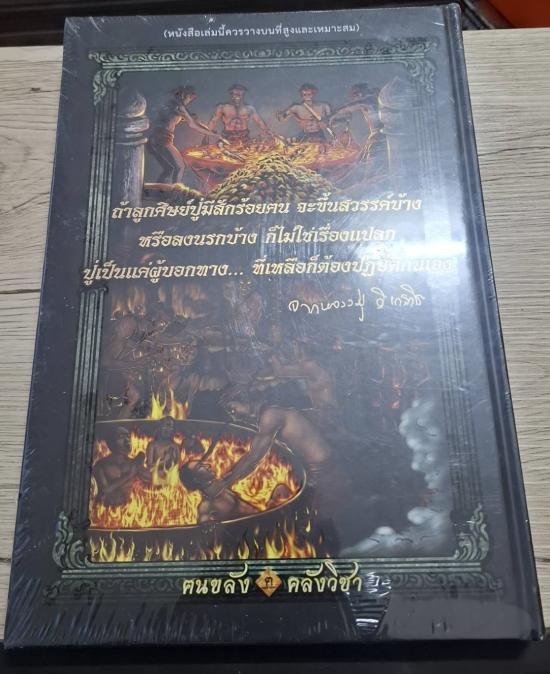 (หนังสือเล่มนี้ควรวางบนที่สูงและเหมาะสม)
ถ้าลูกศิษย์ปู่มีสักร้อยฅน จะขึ้นสวรรค์บ้าง
หรือลงนรกบ้าง ก็ไม่ใช่เรื่องแปลก
ปู่เป็นแค่ผู้บอกทาง... ที่เหลือก็ต้องปฏิบัติกันเอง
ฅนขลัง ฅ คลังวิชา